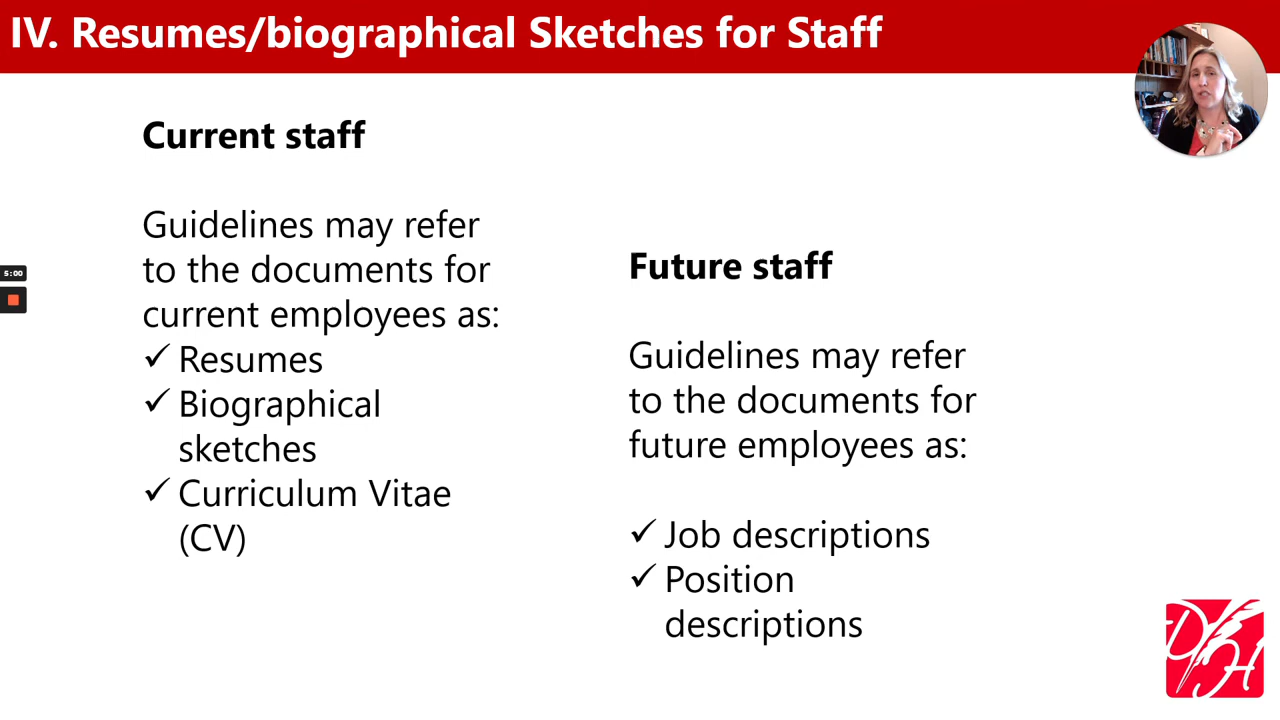 IV. Resumes/biographical Sketches for Staff
Current staff
Guidelines may refer
to the documents for
current employees as:
✓ Resumes
✓ Biographical
sketches
✓ Curriculum Vitae
(CV)
5:00
Future staff
Guidelines may refer
to the documents for
future employees as:
✓ Job descriptions
✓ Position
descriptions
DH